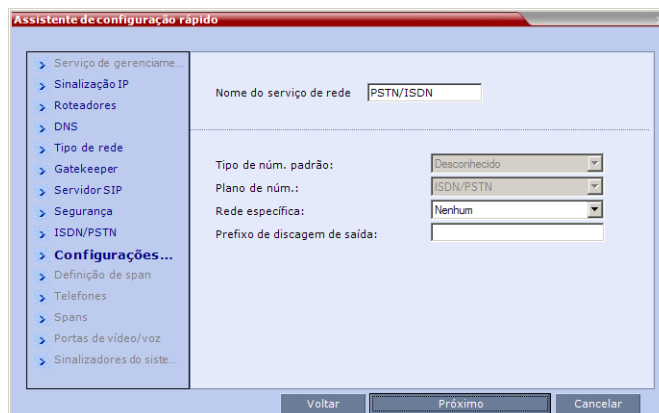 Assistente de configuração rápido
Serviço de gerenciame...
Sinalização IP
Roteadores
DNS
Tipo de rede
Gatekeeper
Servidor SIP
Segurança
ISDN/PSTN
Configurações...
Definição de span
Telefones
Spans
Portas de vídeo/voz
Sinalizadores do siste...
Nome do serviço de rede PSTN/ISDN
Tipo de núm. padrão: Desconhecido
Plano de núm.: ISDN/PSTN
Rede específica: Nenhum
Prefixo de discagem de saída:
Voltar Próximo Cancelar